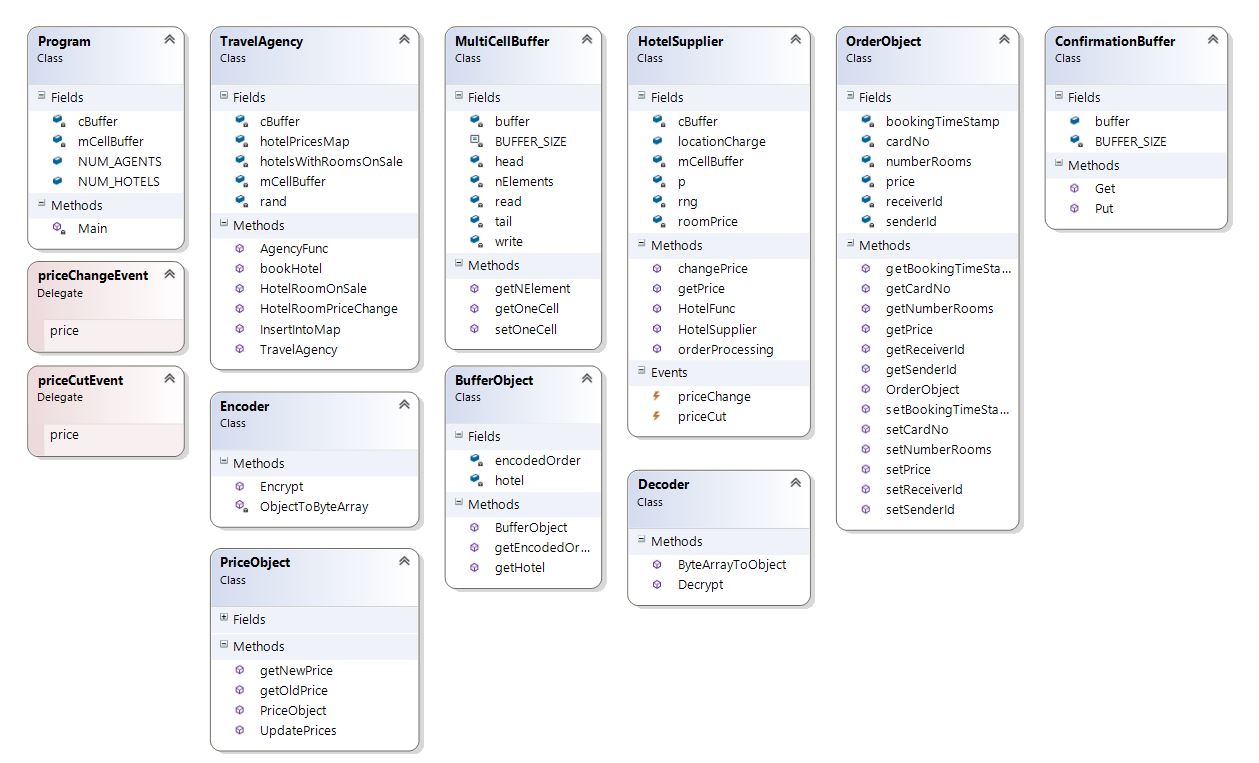 Program
Class
Fields
cBuffer
mCellBuffer
NUM_AGENTS
NUM_HOTELS
Methods
Main
priceChangeEvent
Delegate
price
priceCutEvent
Delegate
price
TravelAgency
Class
Fields
cBuffer
hotelPricesMap
hotelsWithRoomsOnSale
mCellBuffer
rand
Methods
AgencyFunc
bookHotel
HotelRoomOnSale
HotelRoomPriceChange
InsertIntoMap
TravelAgency
Encoder
Class
Methods
Encrypt
ObjectToByteArray
PriceObject
Class
Fields
Methods
getNewPrice
getOldPrice
PriceObject
UpdatePrices
MultiCellBuffer
Class
Fields
buffer
BUFFER_SIZE
head
nElements
read
tail
write
Methods
getNElement
getOneCell
setOneCell
BufferObject
Class
Fields
encodedOrder
hotel
Methods
BufferObject
getEncodedOr...
getHotel
HotelSupplier
Class
Fields
cBuffer
locationCharge
mCellBuffer
p
rng
roomPrice
Methods
changePrice
getPrice
HotelFunc
HotelSupplier
orderProcessing
Events
priceChange
priceCut
Decoder
Class
Methods
ByteArrayToObject
Decrypt
OrderObject
Class
Fields
bookingTimeStamp
cardNo
numberRooms
price
receiverId
senderId
Methods
getBookingTimeSta...
getCardNo
getNumberRooms
getPrice
getReceiverId
getSenderId
OrderObject
setBookingTimeSta...
setCardNo
setNumberRooms
setPrice
setReceiverId
setSenderId
ConfirmationBuffer
Class
Fields
buffer
BUFFER_SIZE
Methods
Get
Put